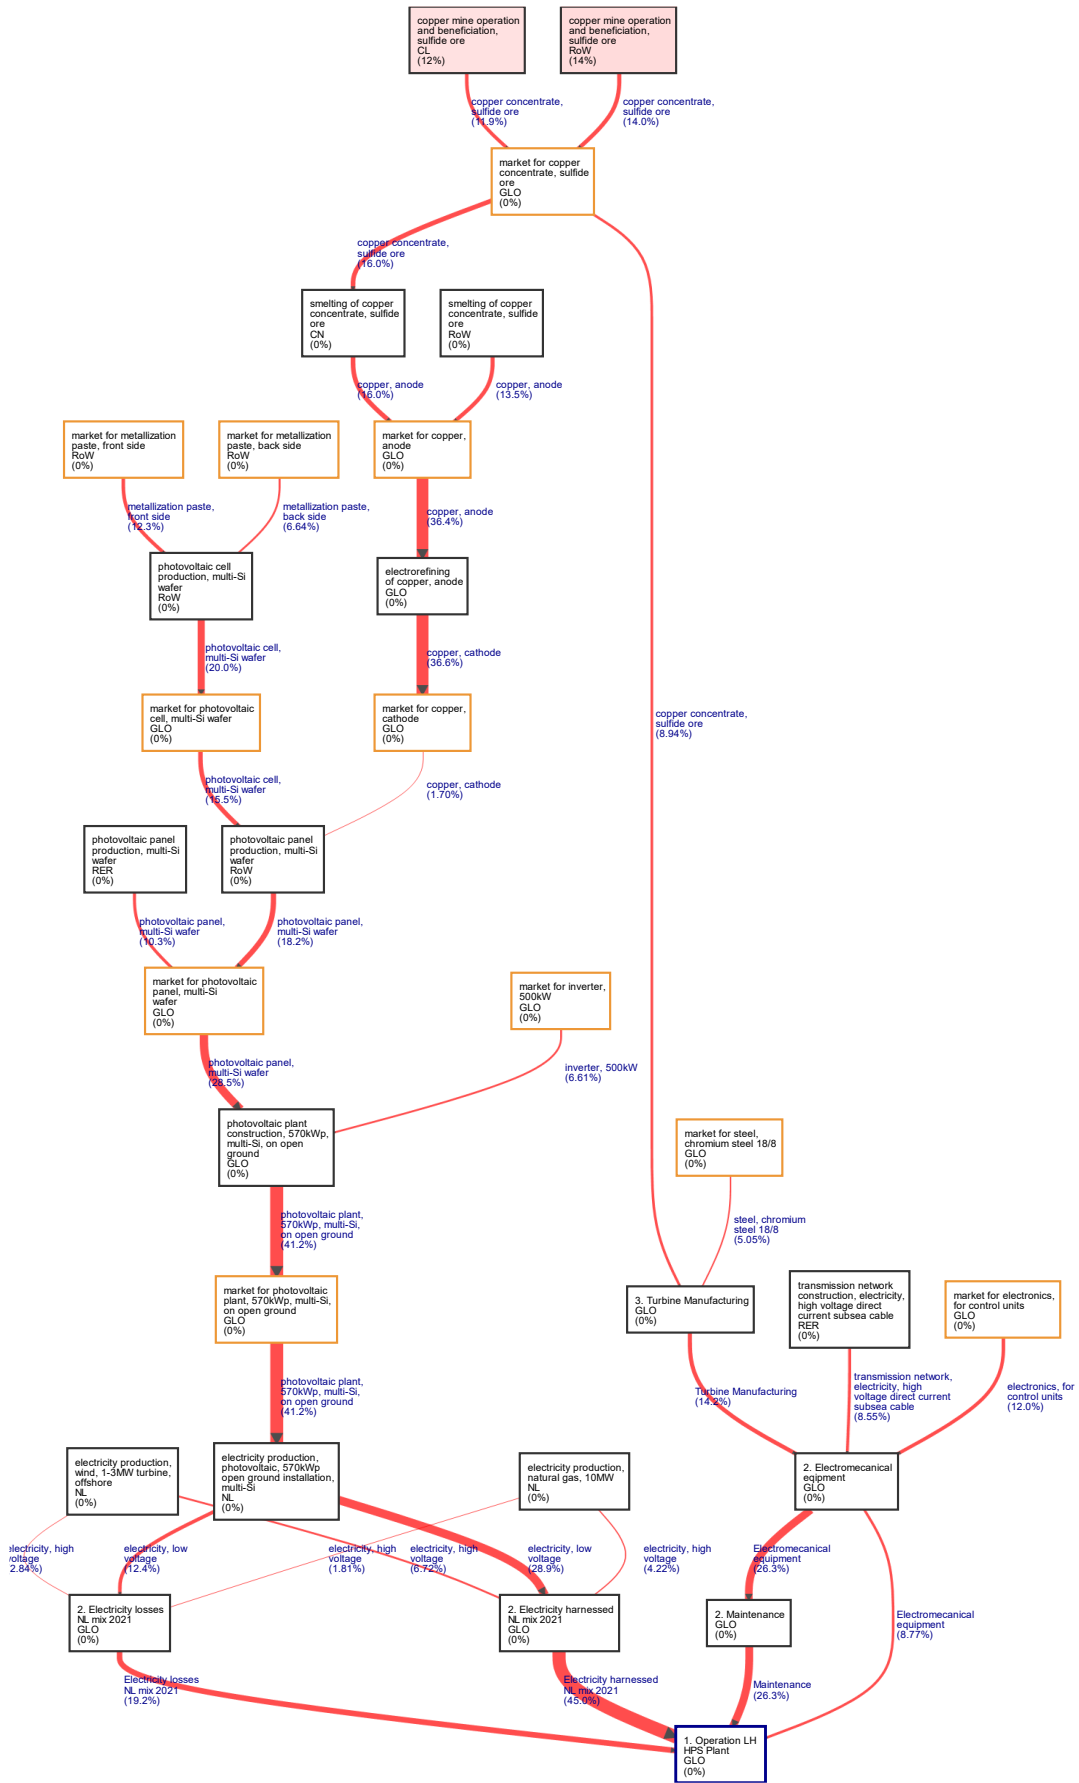 copper mine operation
and beneficiation,
sulfide ore
CL
(12%)
copper mine operation
and beneficiation,
sulfide ore
RoW
(14%)
copper concentrate,
sulfide ore
(11.9%)
copper concentrate,
sulfide ore
(14.0%)
market for copper
concentrate, sulfide
ore
GLO
(0%)
copper concentrate,
sulfide ore
(16.0%)
smelting of copper
concentrate, sulfide
ore
CN
(0%)
smelting of copper
concentrate, sulfide
ore
RoW
(0%)
copper, anode
(16.0%)
copper, anode
(13.5%)
market for metallization
paste, front side
RoW
(0%)
market for metallization
paste, back side
RoW
(0%)
market for copper,
anode
GLO
(0%)
metallization paste,
front side
(12.3%)
metallization paste,
back side
(6.64%)
copper, anode
(36.4%)
photovoltaic cell
production, multi-Si
wafer
RoW
(0%)
electrorefining
of copper, anode
GLO
(0%)
photovoltaic cell,
multi-Si wafer
(20.0%)
copper, cathode
(36.6%)
market for photovoltaic
cell, multi-Si wafer
GLO
(0%)
market for copper,
cathode
GLO
(0%)
copper concentrate,
sulfide ore
(8.94%)
photovoltaic cell,
multi-Si wafer
(15.5%)
copper, cathode
(1.70%)
photovoltaic panel
production, multi-Si
wafer
RER
(0%)
photovoltaic panel
production, multi-Si
wafer
RoW
(0%)
photovoltaic panel,
multi-Si wafer
(10.3%)
photovoltaic panel,
multi-Si wafer
(18.2%)
market for photovoltaic
panel, multi-Si
wafer
GLO
(0%)
market for inverter,
500kW
GLO
(0%)
photovoltaic panel,
multi-Si wafer
(28.5%)
inverter, 500kW
(6.61%)
photovoltaic plant
construction, 570kWp,
multi-Si, on open
ground
GLO
(0%)
market for steel,
chromium steel 18/8
GLO
(0%)
photovoltaic plant,
570kWp, multi-Si,
on open ground
(41.2%)
steel, chromium
steel 18/8
(5.05%)
market for photovoltaic
plant, 570kWp, multi-Si,
on open ground
GLO
(0%)
3. Turbine Manufacturing
GLO
(0%)
transmission network
construction, electricity,
high voltage direct
current subsea cable
RER
(0%)
market for electronics,
for control units
GLO
(0%)
photovoltaic plant,
570kWp, multi-Si,
on open ground
(41.2%)
Turbine Manufacturing
(14.2%)
transmission network,
electricity, high
voltage direct current
subsea cable
(8.55%)
electronics, for
control units
(12.0%)
electricity production,
wind, 1-3MW turbine,
offshore
NL
(0%)
electricity production,
photovoltaic, 570kWp
open ground installation,
multi-Si
NL
(0%)
electricity production,
natural gas, 10MW
NL
(0%)
2. Electromechanical
eqipment
GLO
(0%)
electricity, high
voltage
2.84%)
electricity, low
voltage
(12.4%)
electricity, high
voltage
(1.81%)
electricity, high
voltage
(6.72%)
electricity, low
voltage
(28.9%)
electricity, high
voltage
(4.22%)
Electromecanical
equipment
(26.3%)
2. Electricity losses
NL mix 2021
GLO
(0%)
2. Electricity harnessed
NL mix 2021
GLO
(0%)
2. Maintenance
GLO
(0%)
Electromecanical
equipment
(8.77%)
Electricity losses
NL mix 2021
(19.2%)
Electricity harnessed
NL mix 2021
(45.0%)
Maintenance
(26.3%)
1. Operation LH
HPS Plant
GLO
(0%)